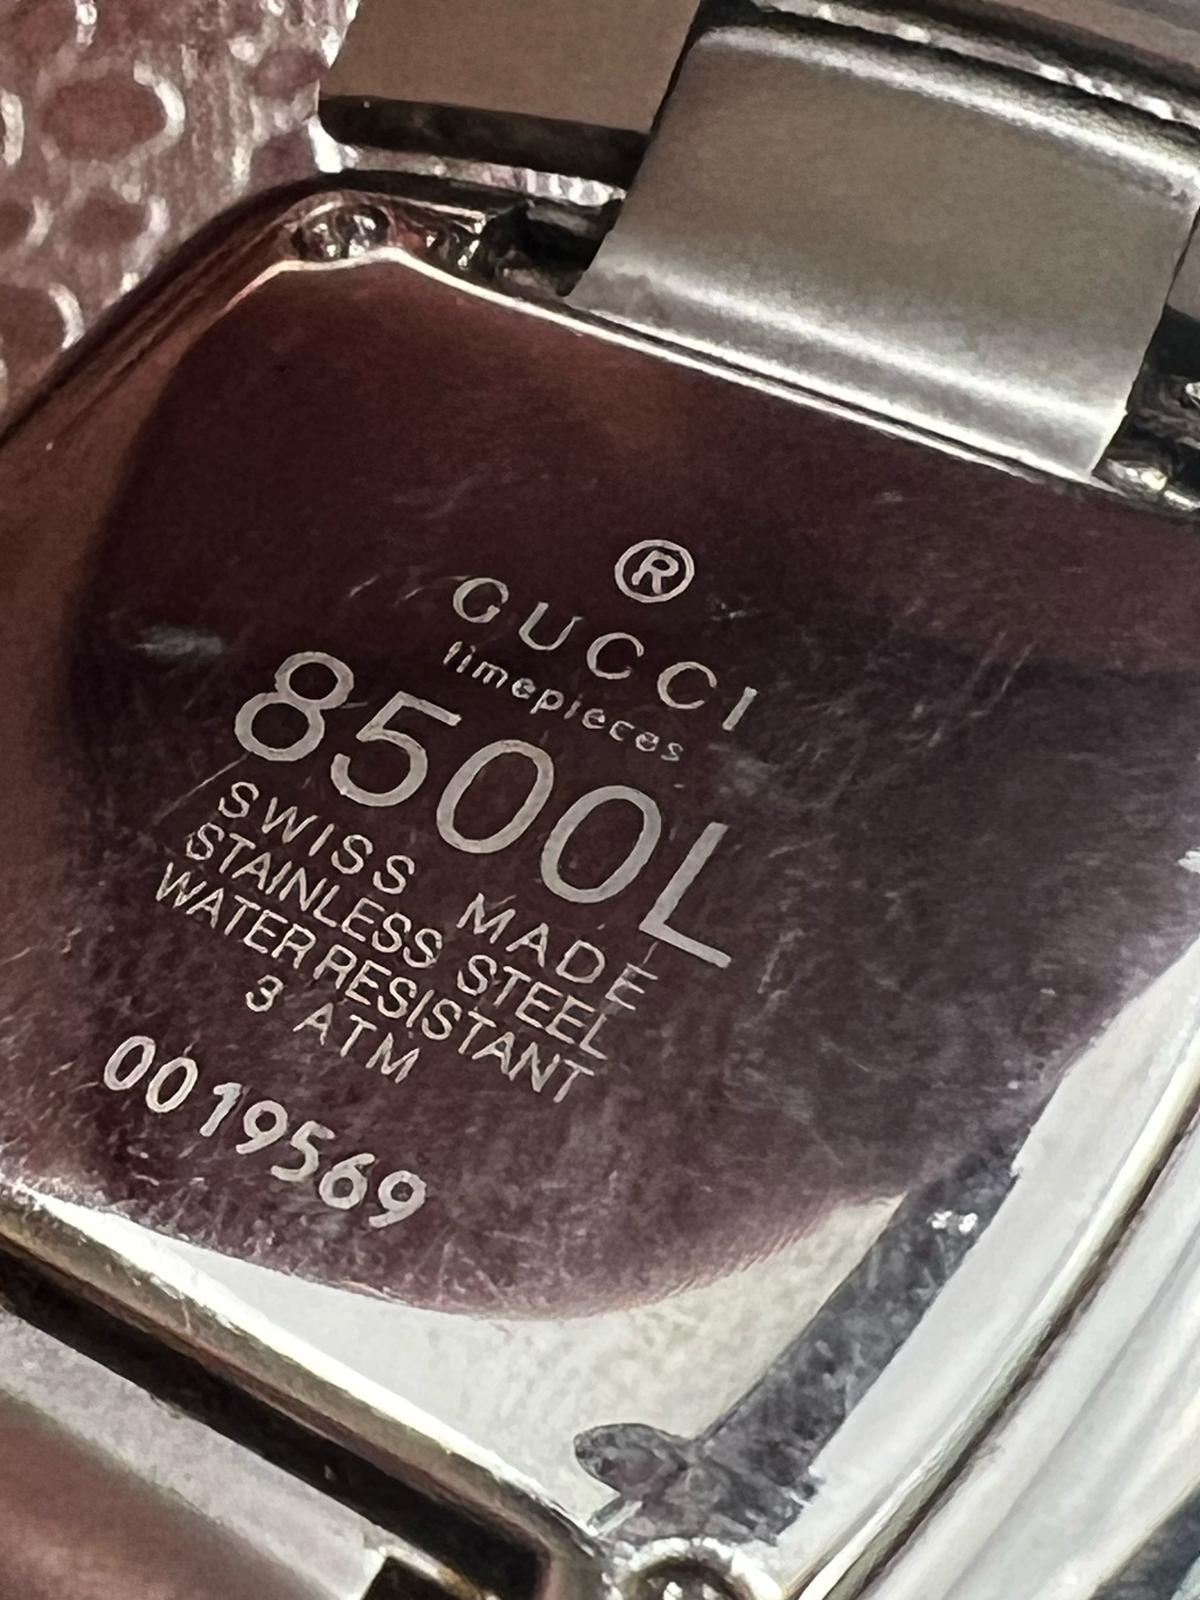 ®
GUCCI
timepieces
8500L
SWISS MADE
STAINLESS STEEL
WATER RESISTANT
3 ATM
0019569